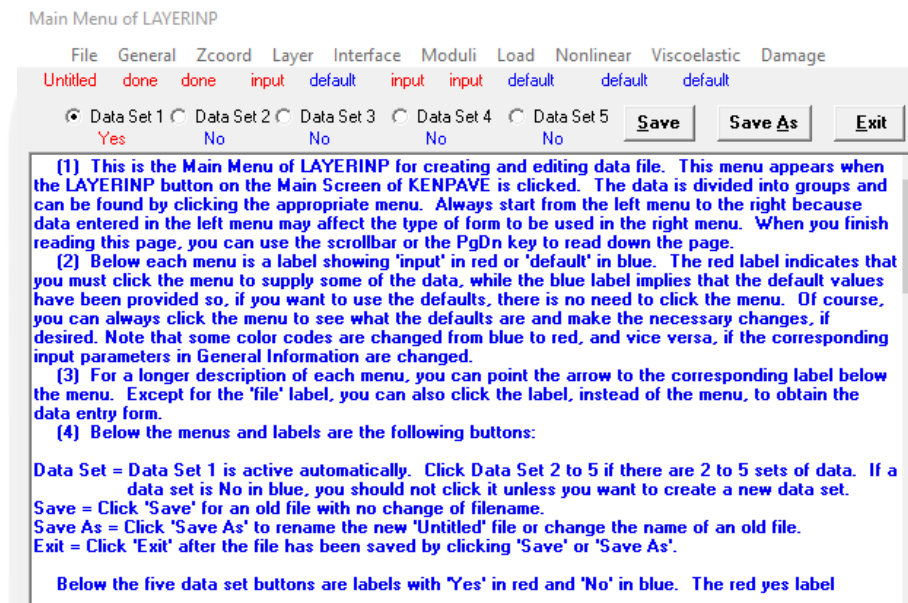 Main Menu of LAYERINP
File General Zcoord Layer Interface Moduli Load Nonlinear Viscoelastic Damage
Untitled done done input default input input default default default
Data Set 1 Data Set 2 Data Set 3 Data Set 4 Data Set 5 Save Save As Exit
Yes No No No No
(1) This is the Main Menu of LAYERINP for creating and editing data file. This menu appears when
the LAYERINP button on the Main Screen of KENPAVE is clicked. The data is divided into groups and
can be found by clicking the appropriate menu. Always start from the left menu to the right because
data entered in the left menu may affect the type of form to be used in the right menu. When you finish
reading this page, you can use the scrollbar or the PgDn key to read down the page.
(2) Below each menu is a label showing 'input' in red or 'default' in blue. The red label indicates that
you must click the menu to supply some of the data, while the blue label implies that the default values
have been provided so, if you want to use the defaults, there is no need to click the menu. Of course,
you can always click the menu to see what the defaults are and make the necessary changes, if
desired. Note that some color codes are changed from blue to red, and vice versa, if the corresponding
input parameters in General Information are changed.
(3) For a longer description of each menu, you can point the arrow to the corresponding label below
the menu. Except for the 'file' label, you can also click the label, instead of the menu, to obtain the
data entry form.
(4) Below the menus and labels are the following buttons:
Data Set = Data Set 1 is active automatically. Click Data Set 2 to 5 if there are 2 to 5 sets of data. If a
data set is No in blue, you should not click it unless you want to create a new data set.
Save = Click 'Save' for an old file with no change of filename.
Save As = Click 'Save As' to rename the new 'Untitled' file or change the name of an old file.
Exit = Click 'Exit' after the file has been saved by clicking 'Save' or 'Save As'.
Below the five data set buttons are labels with 'Yes' in red and 'No' in blue. The red yes label